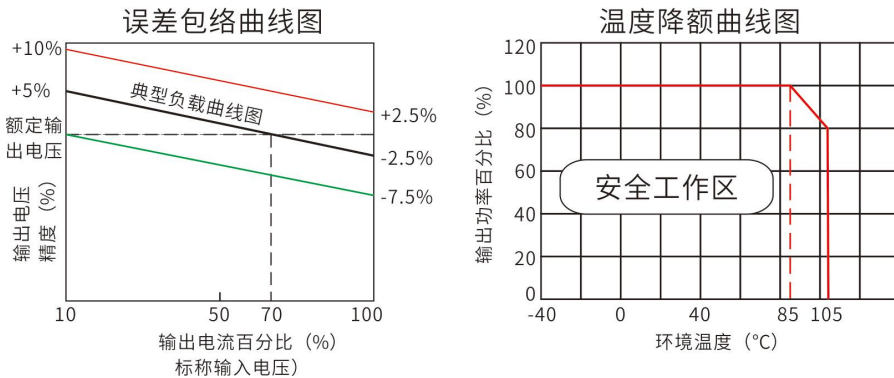 误差包络曲线图
+10%
+5%
额定输
出电压
输出电压
精度（%）
典型负载曲线图
+2.5%
-2.5%
-7.5%
10
50
70
100
输出电流百分比（%）
标称输入电压）
温度降额曲线图
输出功率百分比（%）
120
100
80
60
40
20
0
安全工作区
-40
0
40
85
105
环境温度（℃）